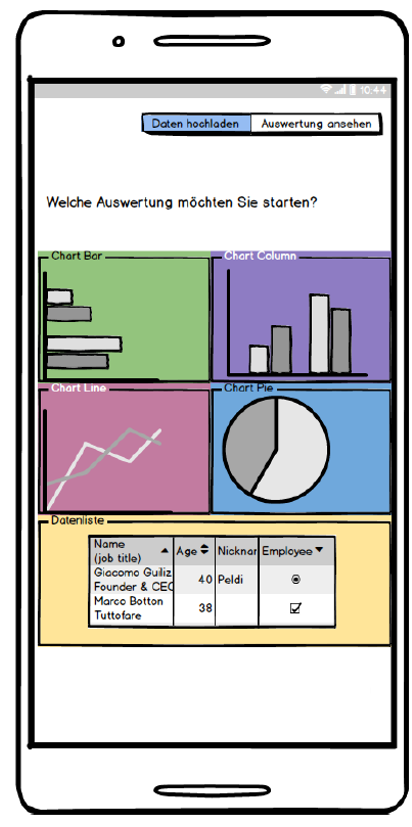 10:44
Daten hochladen Auswertung ansehen
Welche Auswertung möchten Sie starten?
Chart Bar Chart Column
Chart Line Chart Pie
Datenliste
Name
(job title) Age Nicknar Employee
Giacomo Guiliz
Founder & CEC 40 Peldi
Marco Botton
Tuttofare 38